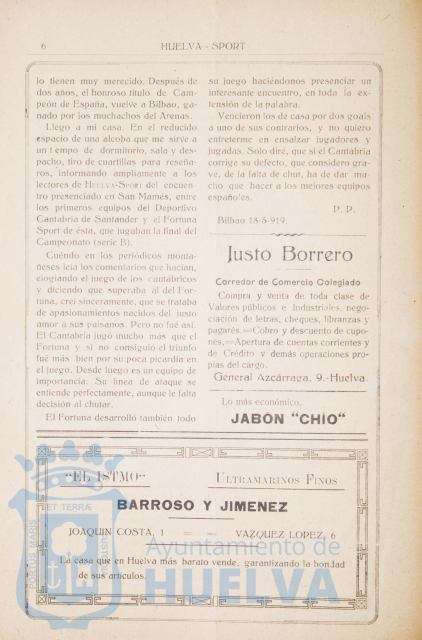 6
HUELVA - SPORT
lo tienen muy merecido. Después de
dos años, el honroso título de Cam-
peón de España, vuelve a Bilbao, ga-
nado por los muchachos del Arenas.
Llego a mi casa. En el reducido
espacio de una alcoba que me sirve a
un tiempo de dormitorio, sala y des-
pacho, tiro de cuartillas para reseña-
ros, informando ampliamente a los
lectores de HUELVA-SPORT del encuen-
tro presenciado en San Mamés, entre
los primeros equipos del Deportivo
Cantabria de Santander y el Fortuna
Sport de ésta, que jugaban la final del
Campeonato (serie B).
Cuéndo en los periódicos monta-
ñeses leía los comentarios que hacían,
elogiando el juego de los cantábricos
y diciendo que superaba al del For-
tuna, creí sinceramente, que se trataba
de apasionamientos nacidos del justo
amor a sus paisanos. Pero no fué así.
El Cantabria jugó mucho más que el
Fortuna y si no consiguió el triunfo
fué más bien por su poca picardía en
el juego. Desde luego es un equipo de
importancia. Su línea de ataque se
entiende perfectamente, aunque le falta
decisión al chutar.
El Fortuna desarrolló también todo
su juego haciéndonos presenciar un
interesante encuentro, en toda la ex-
tensión de la palabra.
Vencieron los de casa por dos goals
a uno de sus contrarios, y no quiero
entreterme en ensalzar jugadores y
jugadas. Solo diré, que si el Cantabria
corrige su defecto, que considero gra-
ve, de la falta de chut, ha de dar mu-
cho que hacer a los mejores equipos
españoles.
P. P.
Bilbao 18-5-919.
Justo Borrero
Corredor de Comercio Colegiado
Compra y venta de toda clase de
Valores públicos e Industriales, nego-
ciación de letras, cheques, libranzas y
pagarés.=Cobro y descuento de cupo-
nes.=Apertura de cuentas corrientes y
de Crédito y demás operaciones pro-
pias del cargo.
General Azcárraga, 9.-Huelva.
Lo más económico,
JABÓN "CHÍO"
"EL ISTMO"
ULTRAMARINOS FINOS
BARROSO Y JIMENEZ
JOAQUIN COSTA, 1 = = VAZQUEZ LOPEZ, 6
La casa que en Huelva más barato vende, garantizando la bondad
de sus artículos.
Ayuntamiento de
HUELVA
PORTUS MARIS
ET TERRÆ
CUSTODIA